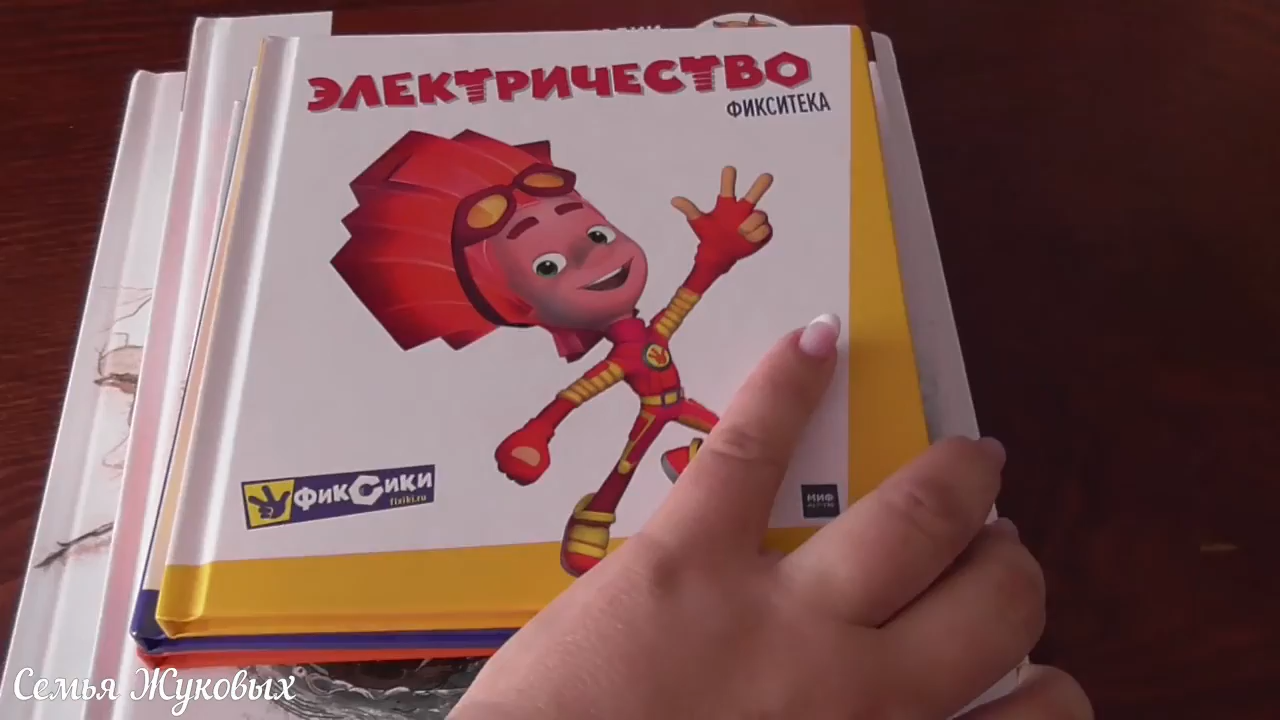 ЭЛЕКТРИЧЕСТВО
ФИКСИТЕКА
ФИКСИКИ
fixiki.ru
МИФ
Семья Жуковых